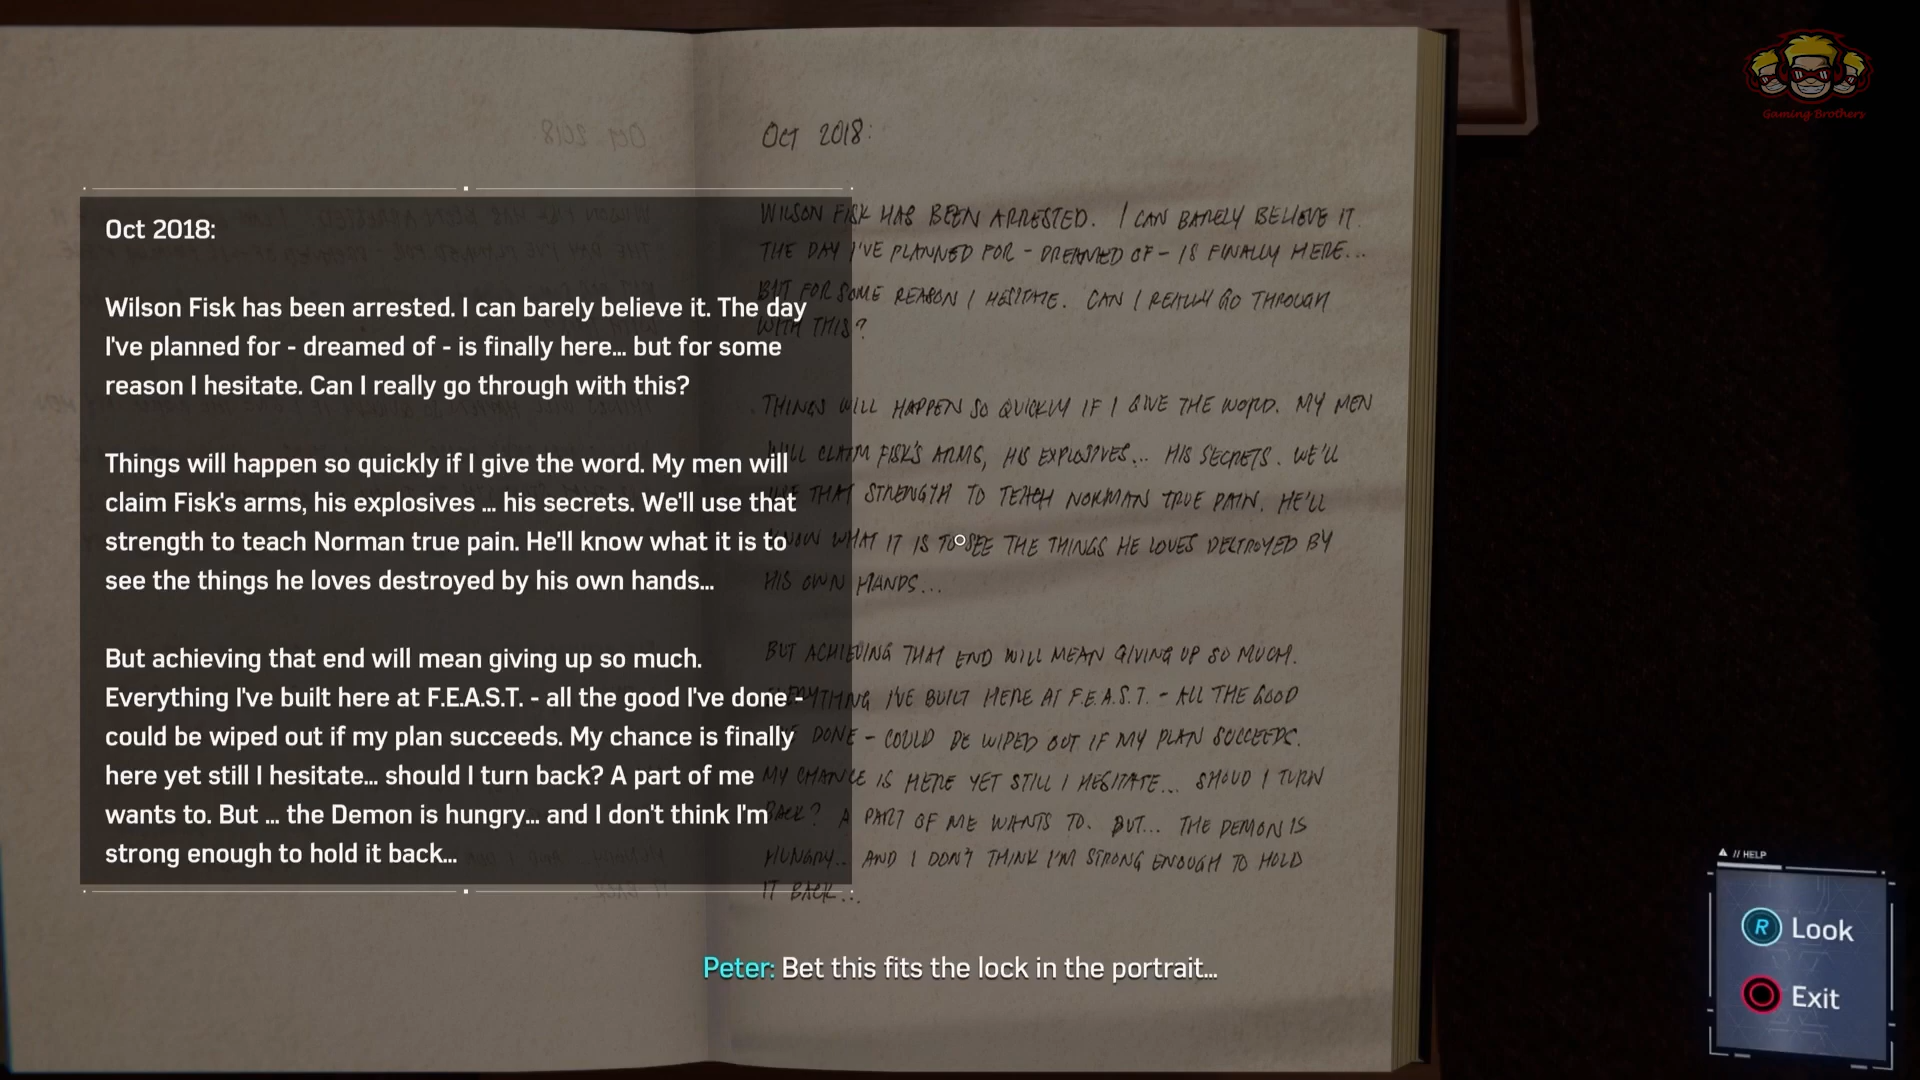 Oct 2018:
Wilson Fisk has been arrested. I can barely believe it. The day
I've planned for - dreamed of - is finally here... but for some
reason I hesitate. Can I really go through with this?
Things will happen so quickly if I give the word. My men will
claim Fisk's arms, his explosives ... his secrets. We'll use that
strength to teach Norman true pain. He'll know what it is to
see the things he loves destroyed by his own hands...
But achieving that end will mean giving up so much.
Everything I've built here at F.E.A.S.T. - all the good I've done -
could be wiped out if my plan succeeds. My chance is finally
here yet still I hesitate... should I turn back? A part of me
wants to. But ... the Demon is hungry... and I don't think I'm
strong enough to hold it back...
OCT 2018:
WILSON FISK HAS BEEN ARRESTED. I CAN BARELY BELIEVE IT.
THE DAY I'VE PLANNED FOR - DREAMED OF - IS FINALLY HERE...
BUT FOR SOME REASON I HESITATE. CAN I REALLY GO THROUGH
WITH THIS?
THINGS WILL HAPPEN SO QUICKLY IF I GIVE THE WORD. MY MEN
WILL CLAIM FISK'S ARMS, HIS EXPLOSIVES... HIS SECRETS. WE'LL
THAT STRENGTH TO TEACH NORMAN TRUE PAIN. HE'LL
KNOW WHAT IT IS TO SEE THE THINGS HE LOVES DESTROYED BY
HIS OWN HANDS...
BUT ACHIEVING THAT END WILL MEAN GIVING UP SO MUCH.
EVERYTHING I'VE BUILT HERE AT F.E.A.S.T. - ALL THE GOOD
DONE - COULD BE WIPED OUT IF MY PLAN SUCCEEDS.
MY CHANCE IS HERE YET STILL I HESITATE... SHOUD I TURN
BACK? A PART OF ME WANTS TO. BUT... THE DEMON IS
HUNGRY... AND I DON'T THINK I'M STRONG ENOUGH TO HOLD
IT BACK...
Peter: Bet this fits the lock in the portrait...
Gaming Brothers
// HELP
R Look
Exit